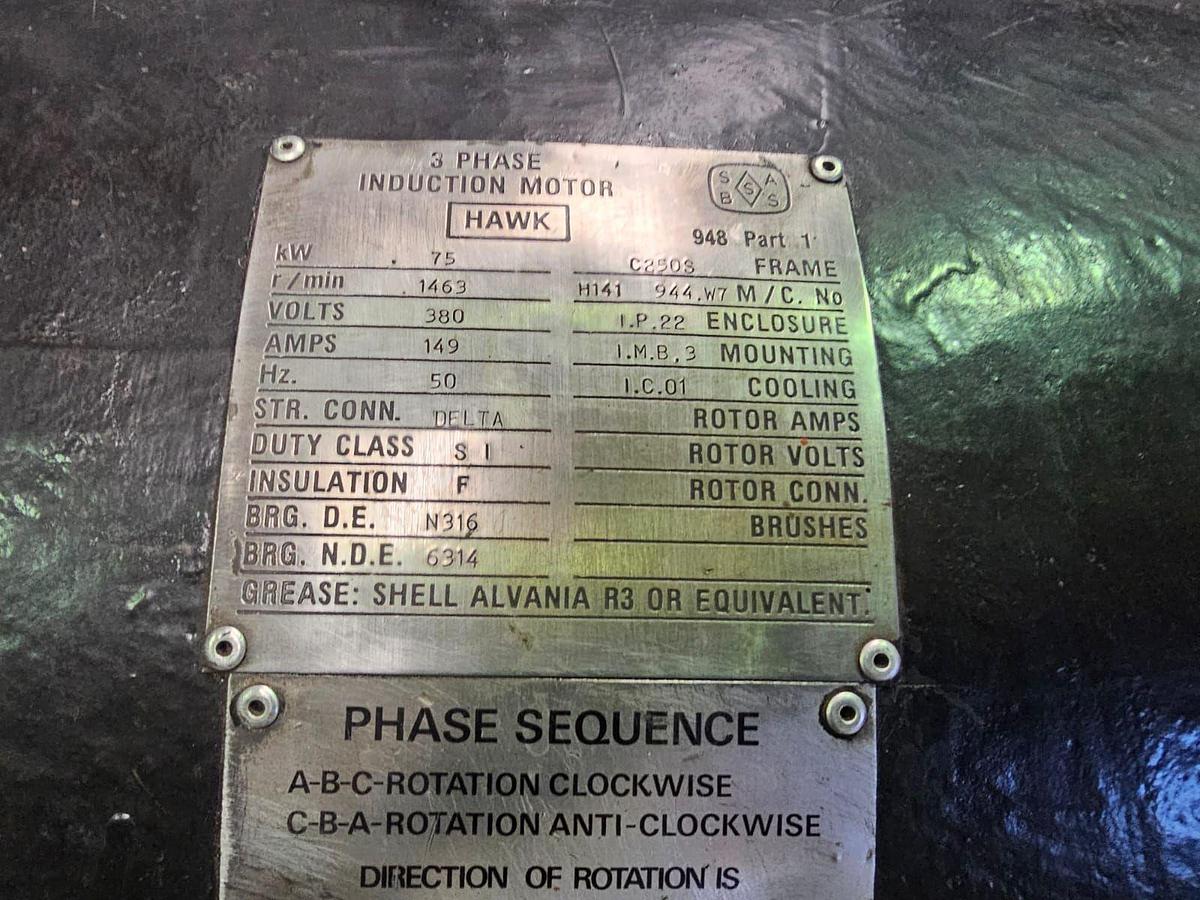 3 PHASE
INDUCTION MOTOR
HAWK
S A B S S
948 Part 1
kW 75 C250S FRAME
r/min 1463 H141 944.W7 M/C. No
VOLTS 380 I.P.22 ENCLOSURE
AMPS 149 I.M.B,3 MOUNTING
Hz. 50 I.C.01 COOLING
STR. CONN. DELTA ROTOR AMPS
DUTY CLASS S I ROTOR VOLTS
INSULATION F ROTOR CONN.
BRG. D.E. N316 BRUSHES
BRG. N.D.E. 6314
GREASE: SHELL ALVANIA R3 OR EQUIVALENT.
PHASE SEQUENCE
A-B-C-ROTATION CLOCKWISE
C-B-A-ROTATION ANTI-CLOCKWISE
DIRECTION OF ROTATION IS